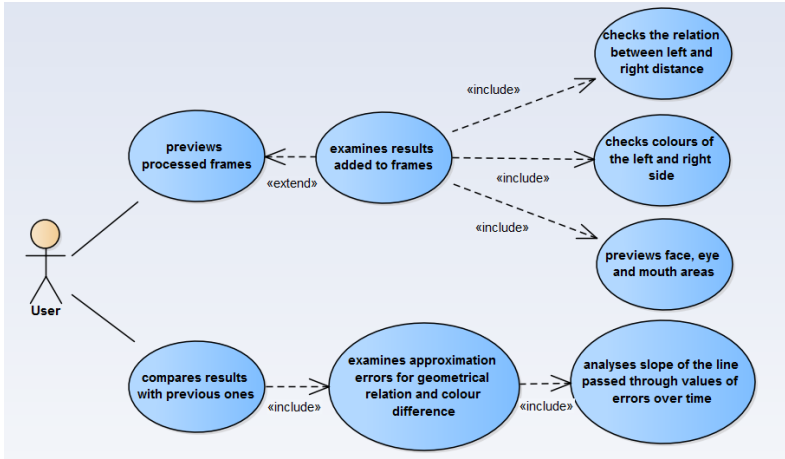 checks the relation
between left and
right distance
«include»
previews
processed frames
«extend»
examines results
added to frames
checks colours of
the left and right
side
«include»
«include»
previews face, eye
and mouth areas
User
compares results
with previous ones
«include»
examines approximation
errors for geometrical
relation and colour
difference
«include»
analyses slope of the line
passed through values of
errors over time